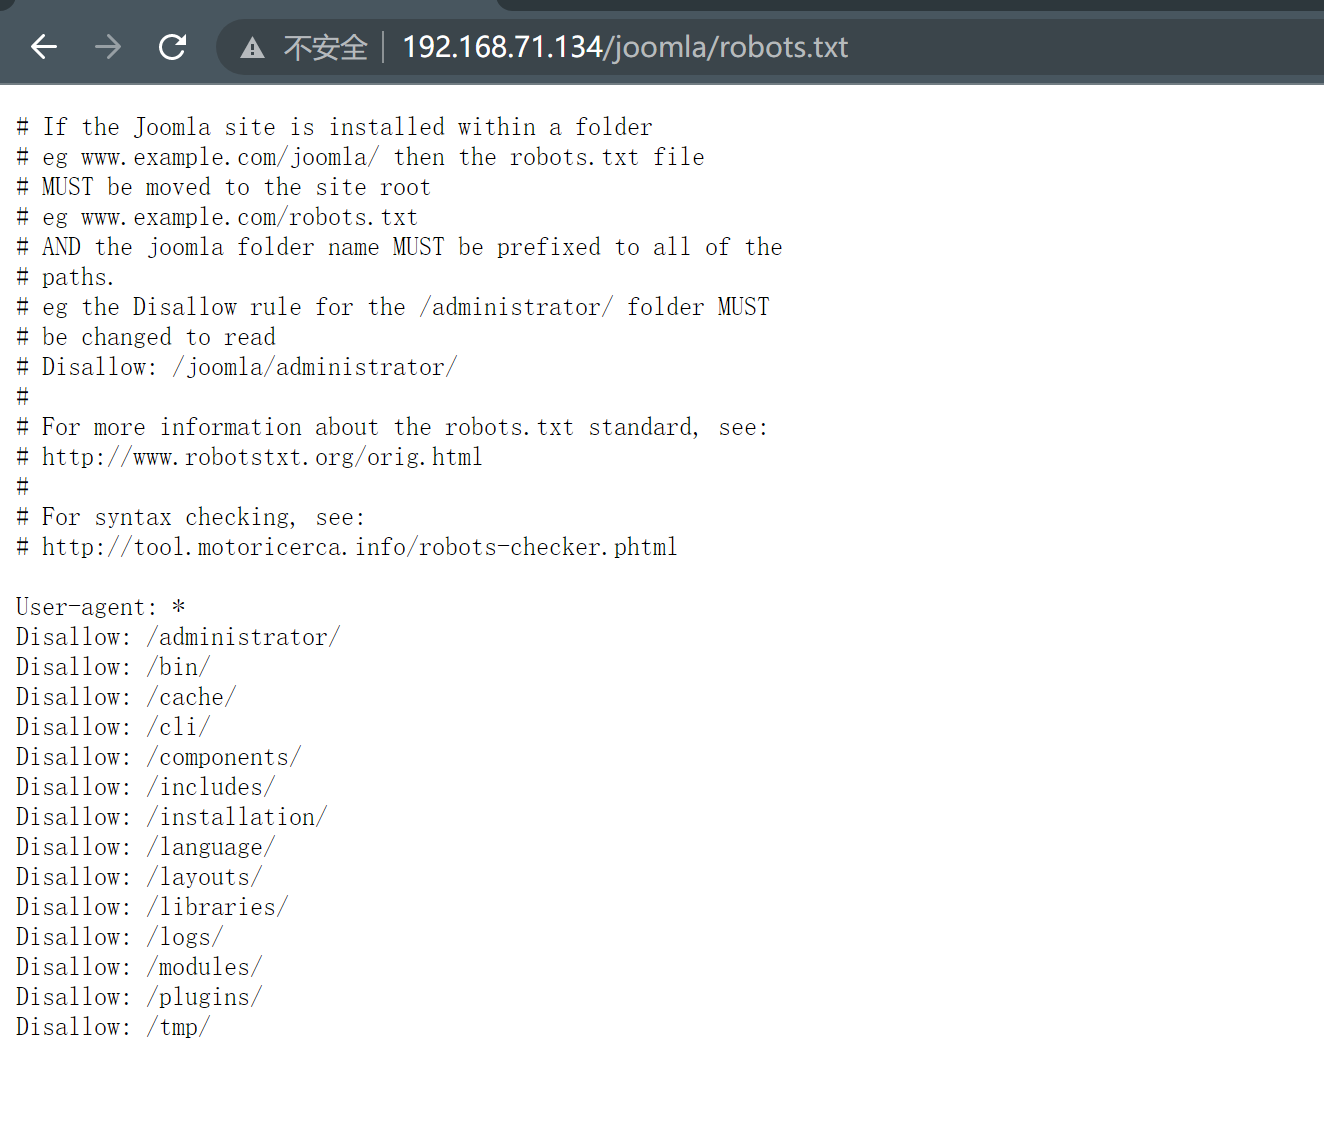 不安全 192.168.71.134/joomla/robots.txt
# If the Joomla site is installed within a folder
# eg www.example.com/joomla/ then the robots.txt file
# MUST be moved to the site root
# eg www.example.com/robots.txt
# AND the joomla folder name MUST be prefixed to all of the
# paths.
# eg the Disallow rule for the /administrator/ folder MUST
# be changed to read
# Disallow: /joomla/administrator/
#
# For more information about the robots.txt standard, see:
# http://www.robotstxt.org/orig.html
#
# For syntax checking, see:
# http://tool.motoricerca.info/robots-checker.phtml
User-agent: *
Disallow: /administrator/
Disallow: /bin/
Disallow: /cache/
Disallow: /cli/
Disallow: /components/
Disallow: /includes/
Disallow: /installation/
Disallow: /language/
Disallow: /layouts/
Disallow: /libraries/
Disallow: /logs/
Disallow: /modules/
Disallow: /plugins/
Disallow: /tmp/